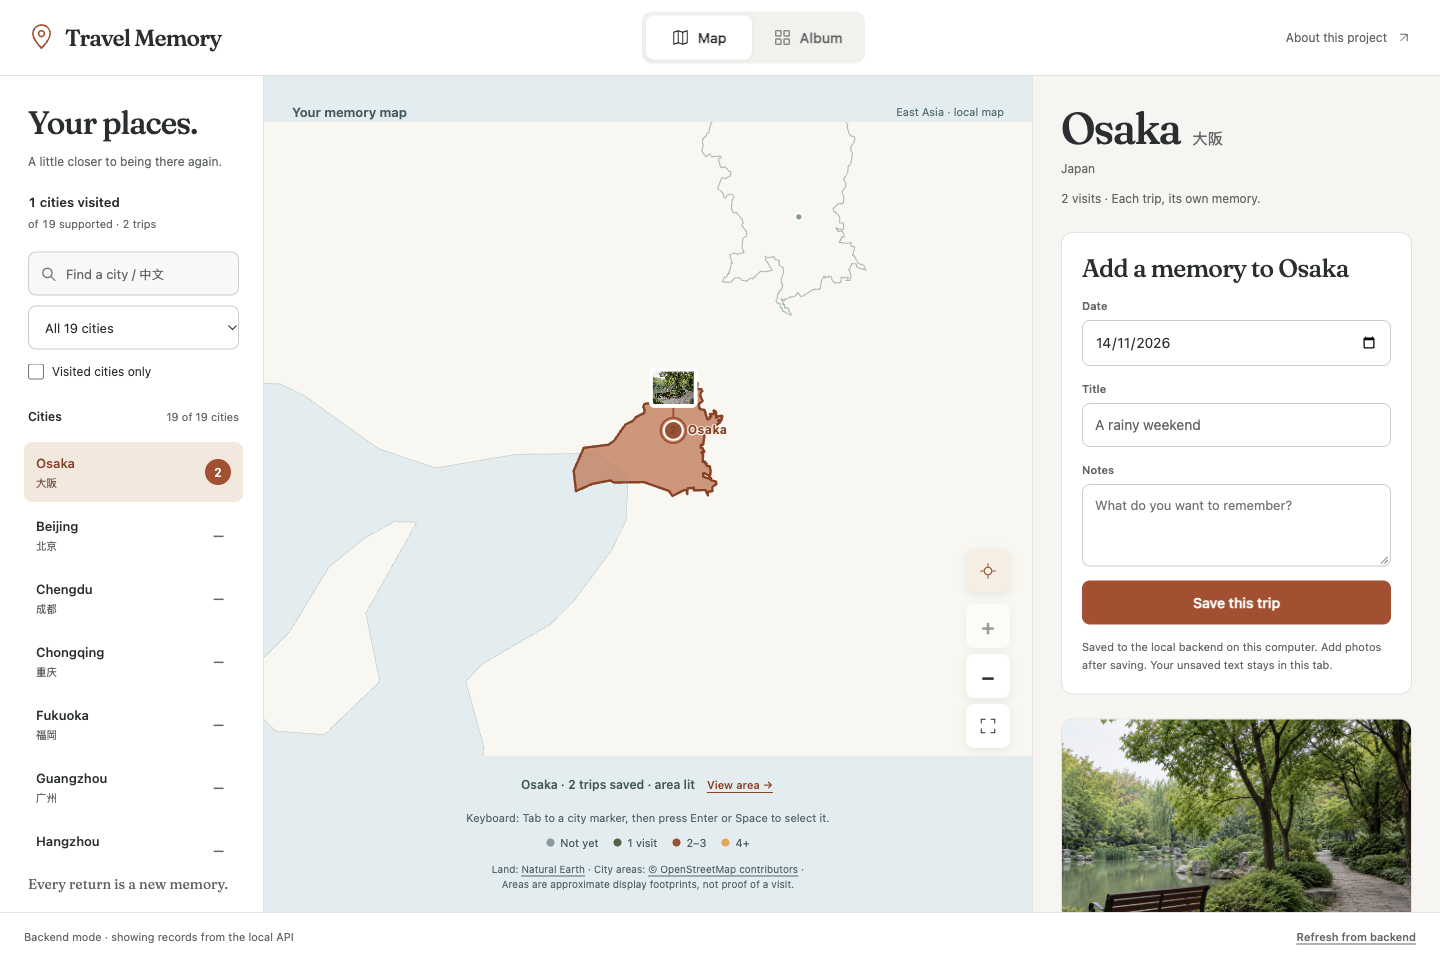 Travel Memory
Map
Album
About this project
Your places.
A little closer to being there again.
1 cities visited
of 19 supported · 2 trips
Find a city / 中文
All 19 cities
Visited cities only
Cities
19 of 19 cities
Osaka
大阪
2
Beijing
北京
—
Chengdu
成都
—
Chongqing
重庆
—
Fukuoka
福冈
—
Guangzhou
广州
—
Hangzhou
—
Every return is a new memory.
Your memory map
East Asia · local map
2
Osaka
+
−
Osaka · 2 trips saved · area lit
View area →
Keyboard: Tab to a city marker, then press Enter or Space to select it.
Not yet
1 visit
2–3
4+
Land: Natural Earth · City areas: © OpenStreetMap contributors ·
Areas are approximate display footprints, not proof of a visit.
Osaka 大阪
Japan
2 visits · Each trip, its own memory.
Add a memory to Osaka
Date
14/11/2026
Title
A rainy weekend
Notes
What do you want to remember?
Save this trip
Saved to the local backend on this computer. Add photos
after saving. Your unsaved text stays in this tab.
Backend mode · showing records from the local API
Refresh from backend